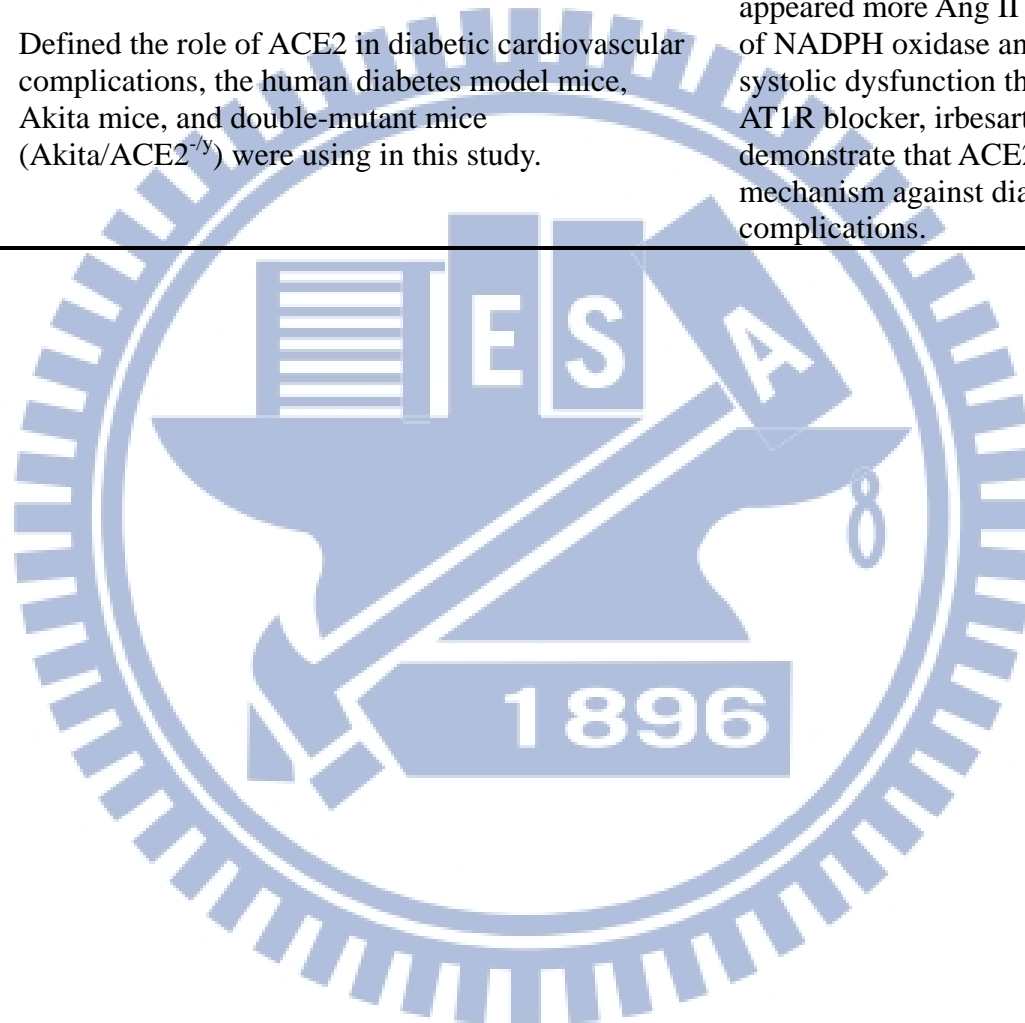 Defined the role of ACE2 in diabetic cardiovascular
complications, the human diabetes model mice,
Akita mice, and double-mutant mice
(Akita/ACE2-/y) were using in this study.
appeared more Ang II
of NADPH oxidase an
systolic dysfunction th
AT1R blocker, irbesart
demonstrate that ACE2
mechanism against dia
complications.
E S A
8
1896